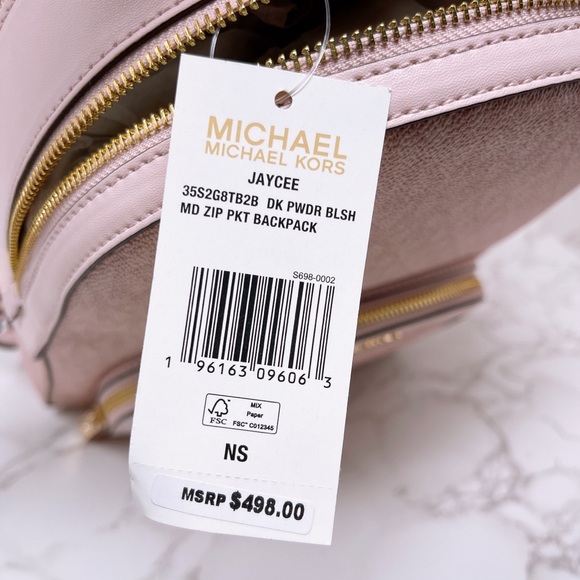 MICHAEL
MICHAEL KORS
JAYCEE
35S2G8TB2B DK PWDR BLSH
MD ZIP PKT BACKPACK
S698-0002
1 96163 09606 3
FSC
MIX
Paper
FSC™ C012345
NS
MSRP $498.00